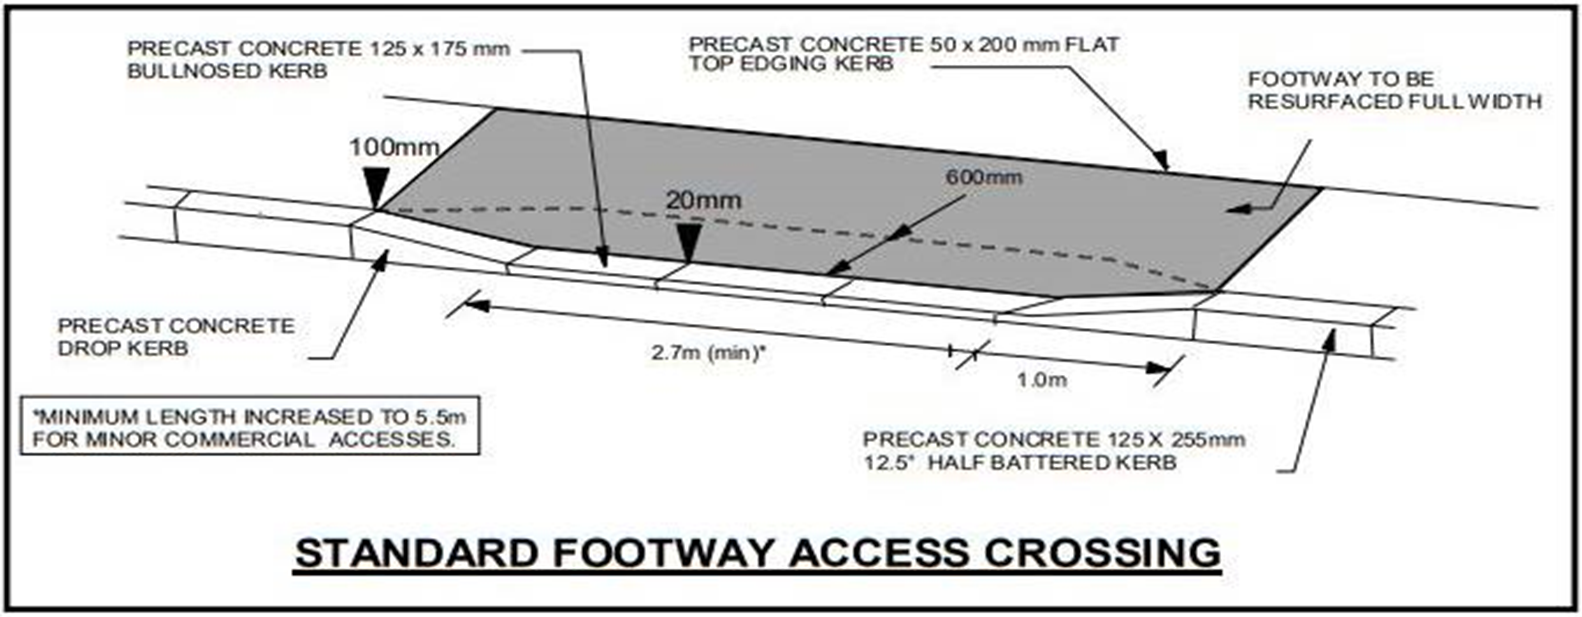 PRECAST CONCRETE 125 x 175 mm
BULLNOSED KERB
PRECAST CONCRETE 50 x 200 mm FLAT
TOP EDGING KERB
FOOTWAY TO BE
RESURFACED FULL WIDTH
100mm
20mm
600mm
PRECAST CONCRETE
DROP KERB
2.7m (min)*
1.0m
*MINIMUM LENGTH INCREASED TO 5.5m
FOR MINOR COMMERCIAL ACCESSES.
PRECAST CONCRETE 125 X 255mm
12.5° HALF BATTERED KERB
STANDARD FOOTWAY ACCESS CROSSING